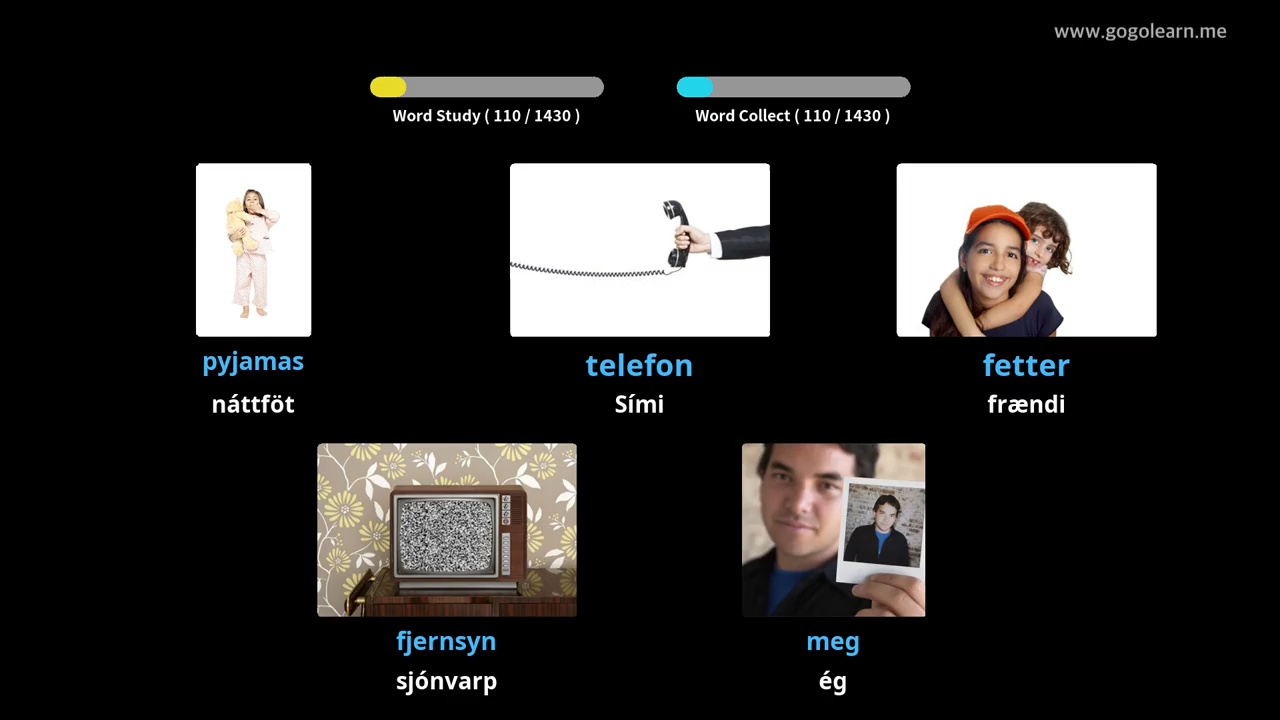 www.gogolearn.me
Word Study ( 110 / 1430 )
Word Collect ( 110 / 1430 )
pyjamas
náttföt
telefon
Sími
fetter
frændi
fjernsyn
sjónvarp
meg
ég